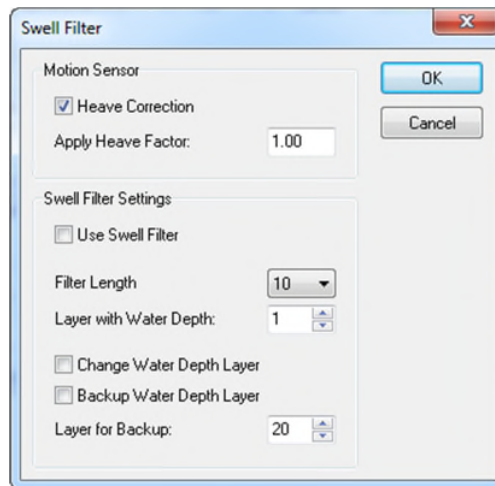 Swell Filter
Motion Sensor
OK
Heave Correction
Cancel
Apply Heave Factor: 1.00
Swell Filter Settings
Use Swell Filter
Filter Length 10
Layer with Water Depth: 1
Change Water Depth Layer
Backup Water Depth Layer
Layer for Backup: 20